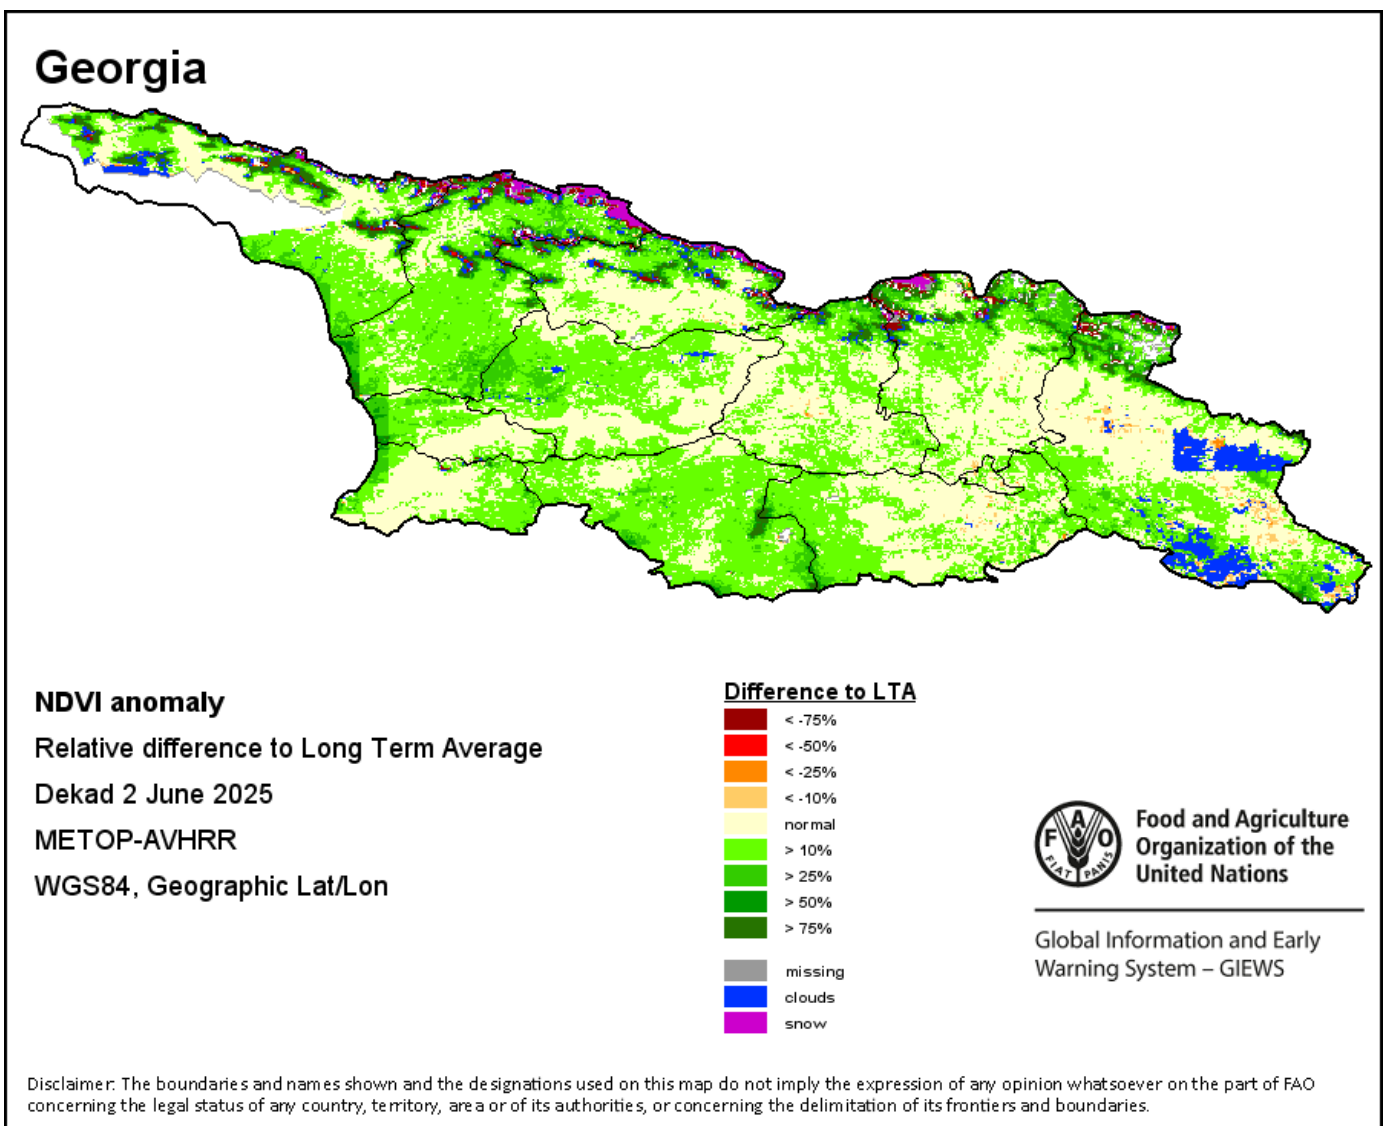 Georgia
NDVI anomaly
Relative difference to Long Term Average
Dekad 2 June 2025
METOP-AVHRR
WGS84, Geographic Lat/Lon
Difference to LTA
< -75%
< -50%
< -25%
< -10%
normal
> 10%
> 25%
> 50%
> 75%
missing
clouds
snow
F A O
FIAT PANIS
Food and Agriculture
Organization of the
United Nations
Global Information and Early
Warning System – GIEWS
Disclaimer: The boundaries and names shown and the designations used on this map do not imply the expression of any opinion whatsoever on the part of FAO
concerning the legal status of any country, territory, area or of its authorities, or concerning the delimitation of its frontiers and boundaries.